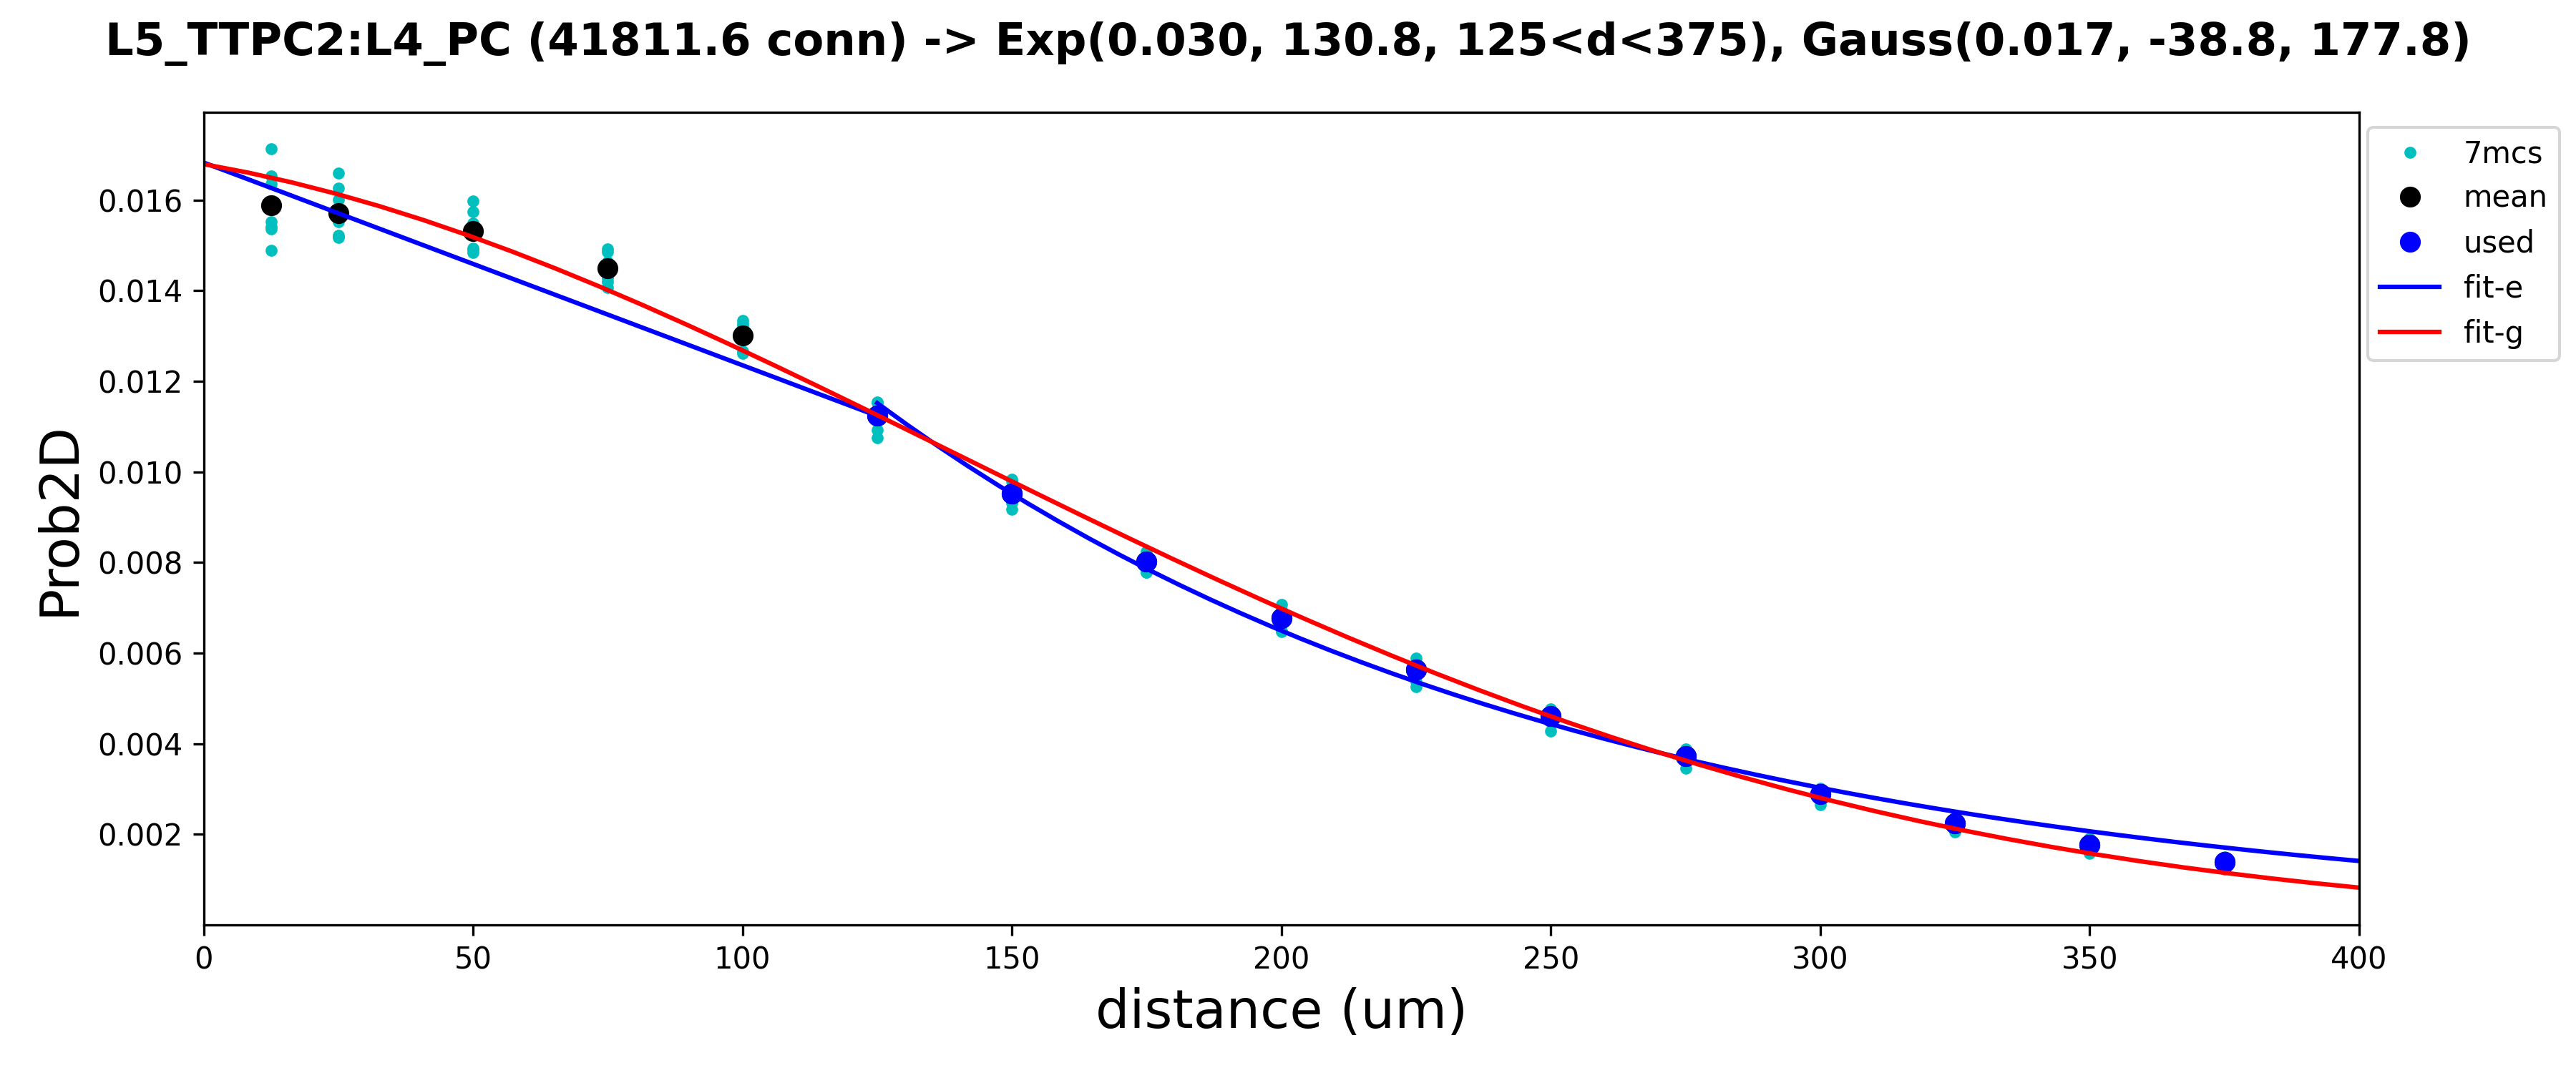 L5_TTPC2:L4_PC (41811.6 conn) -> Exp(0.030, 130.8, 125<d<375), Gauss(0.017, -38.8, 177.8)
7mcs
mean
used
fit-e
fit-g
Prob2D
0.016
0.014
0.012
0.010
0.008
0.006
0.004
0.002
0 50 100 150 200 250 300 350 400
distance (um)